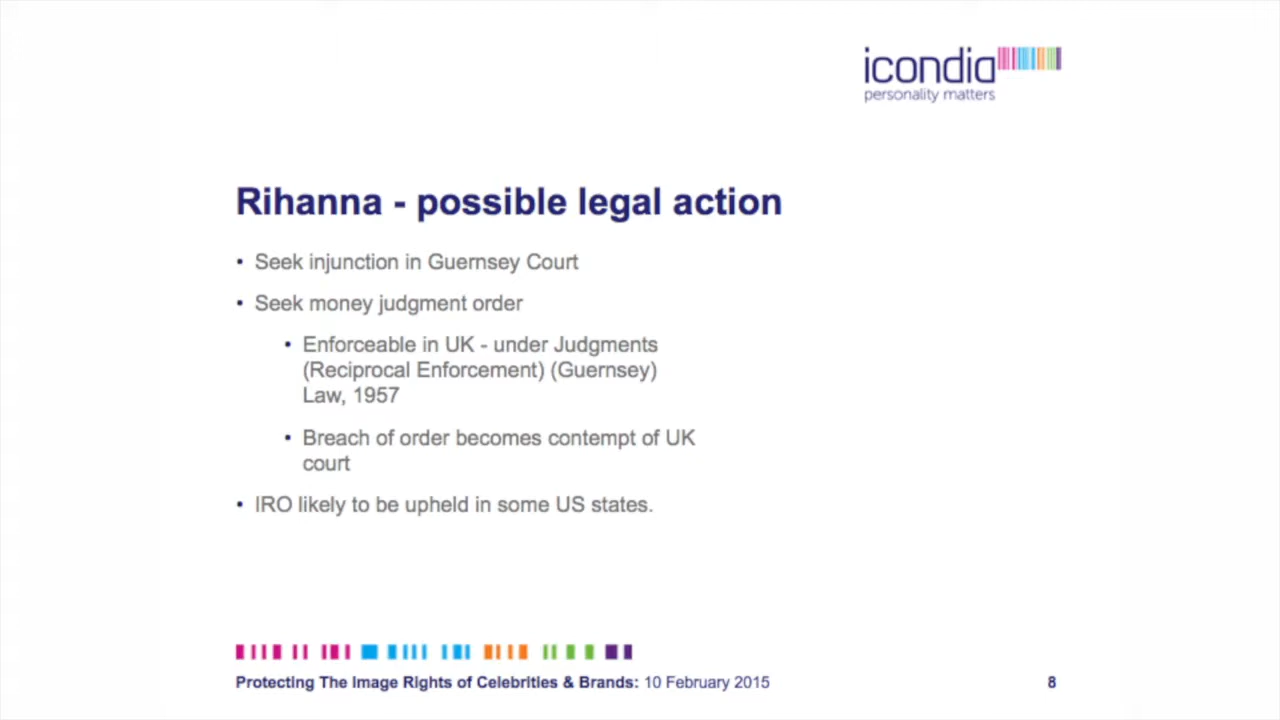 icondia
personality matters
Rihanna - possible legal action
• Seek injunction in Guernsey Court
• Seek money judgment order
• Enforceable in UK - under Judgments
(Reciprocal Enforcement) (Guernsey)
Law, 1957
• Breach of order becomes contempt of UK
court
• IRO likely to be upheld in some US states.
Protecting The Image Rights of Celebrities & Brands: 10 February 2015
8